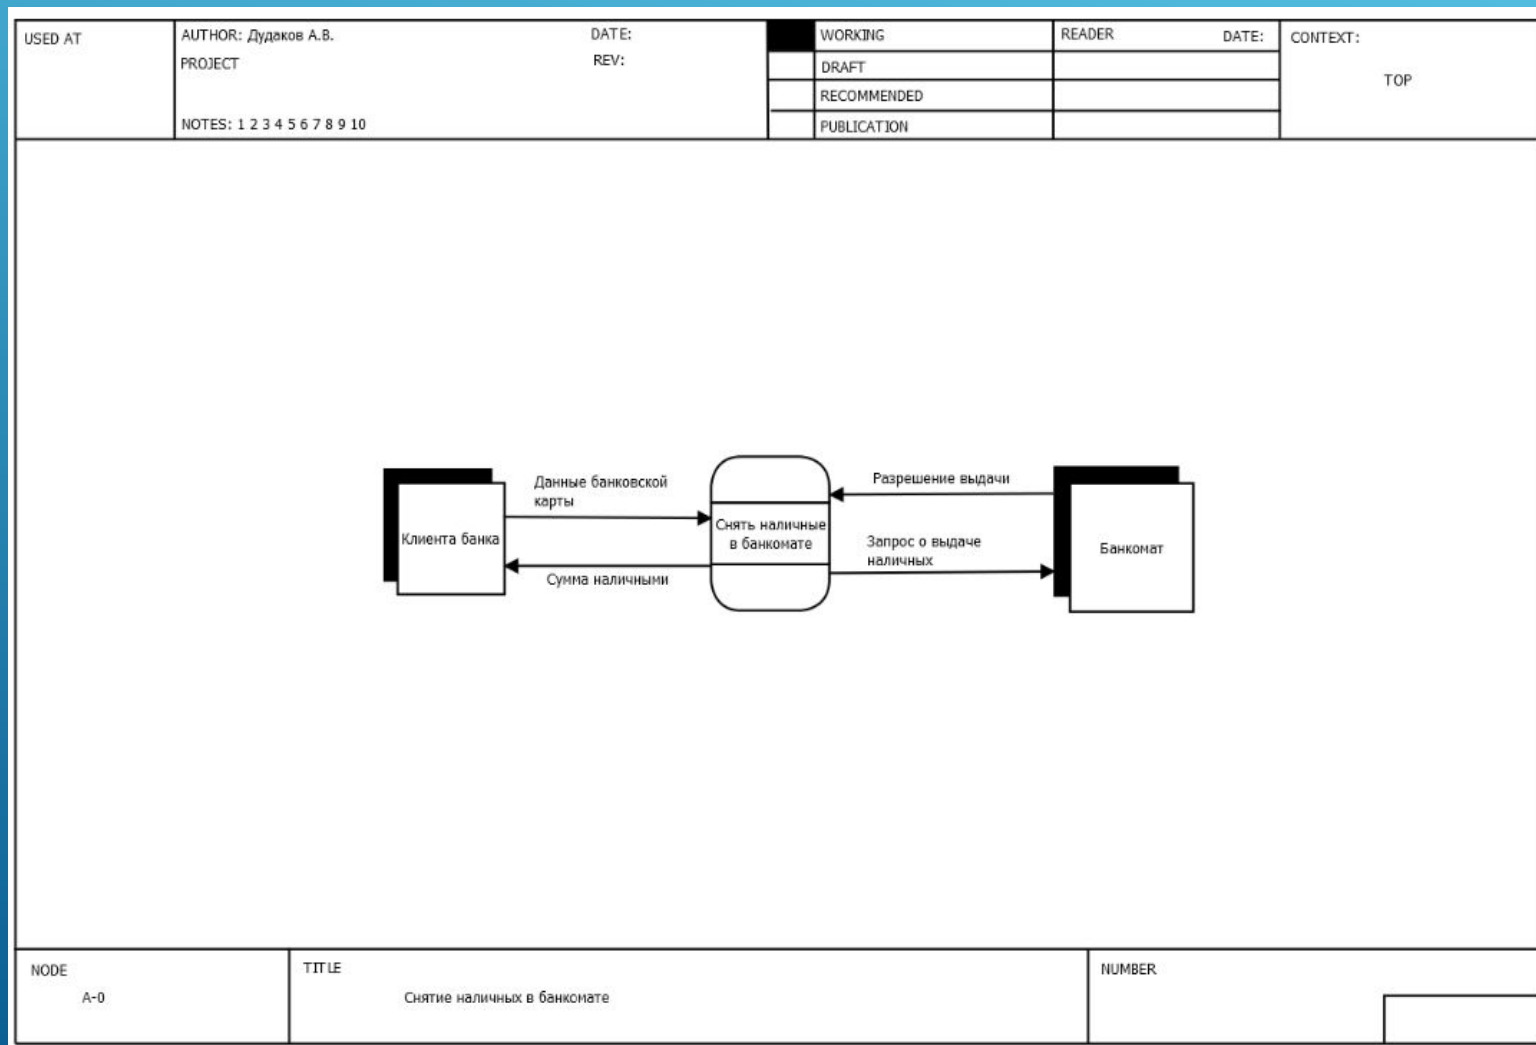 USED AT
AUTHOR: Дудаков А.В.
DATE:
PROJECT
REV:
NOTES: 1 2 3 4 5 6 7 8 9 10
WORKING
DRAFT
RECOMMENDED
PUBLICATION
READER
DATE:
CONTEXT:
TOP
Клиента банка
Данные банковской
карты
Сумма наличными
Снять наличные
в банкомате
Разрешение выдачи
Запрос о выдаче
наличных
Банкомат
NODE
A-0
TITLE
Снятие наличных в банкомате
NUMBER